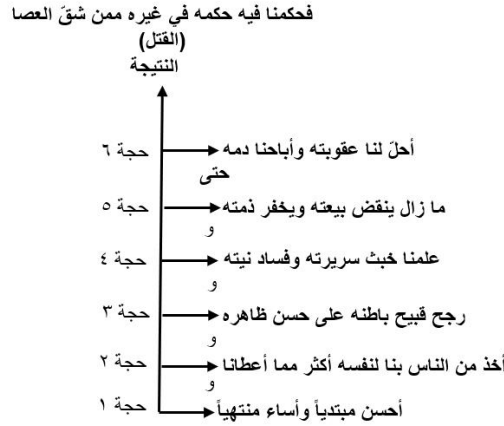 فحكمنا فيه حكمه في غيره ممن شقّ العصا
(القتل)
النتيجة
حجة ٦ أحلّ لنا عقوبته وأباحنا دمه
حتى
حجة ٥ ما زال ينقض بيعته ويخفر ذمته
و
حجة ٤ علمنا خبث سريرته وفساد نيته
و
حجة ٣ رجح قبيح باطنه على حسن ظاهره
و
حجة ٢ أخذ من الناس بنا لنفسه أكثر مما أعطانا
و
حجة ١ أحسن مبتدياً وأساء منتهياً